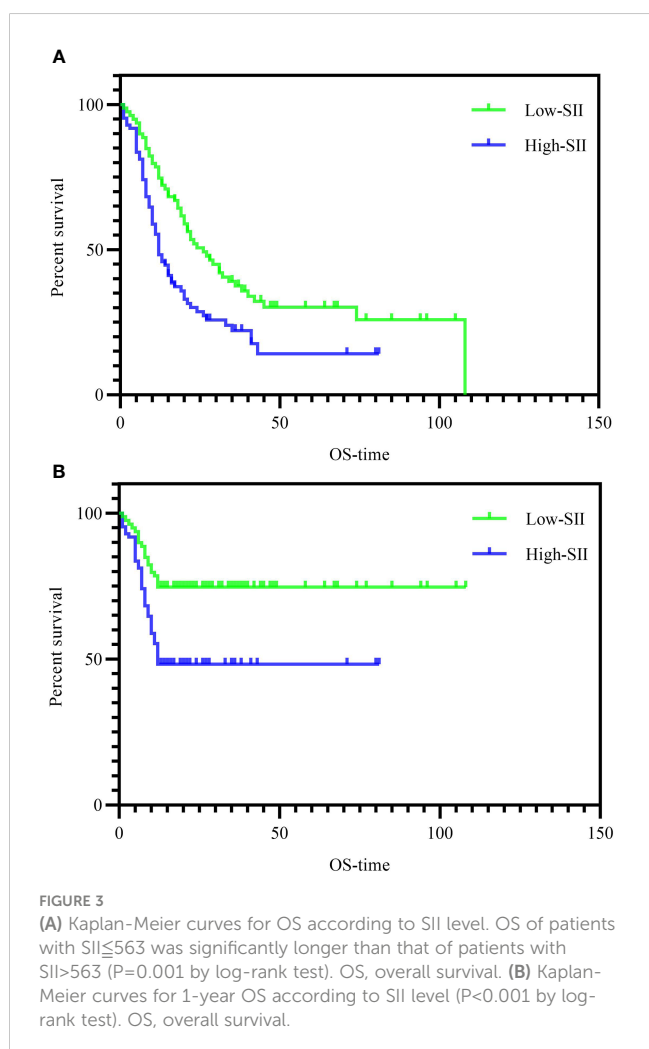 A
Percent survival
100
50
0
Low-SII
High-SII
0 50 100 150
OS-time
B
Percent survival
100
50
0
Low-SII
High-SII
0 50 100 150
OS-time
FIGURE 3
(A) Kaplan-Meier curves for OS according to SII level. OS of patients
with SII≦563 was significantly longer than that of patients with
SII>563 (P=0.001 by log-rank test). OS, overall survival. (B) Kaplan-
Meier curves for 1-year OS according to SII level (P<0.001 by log-
rank test). OS, overall survival.